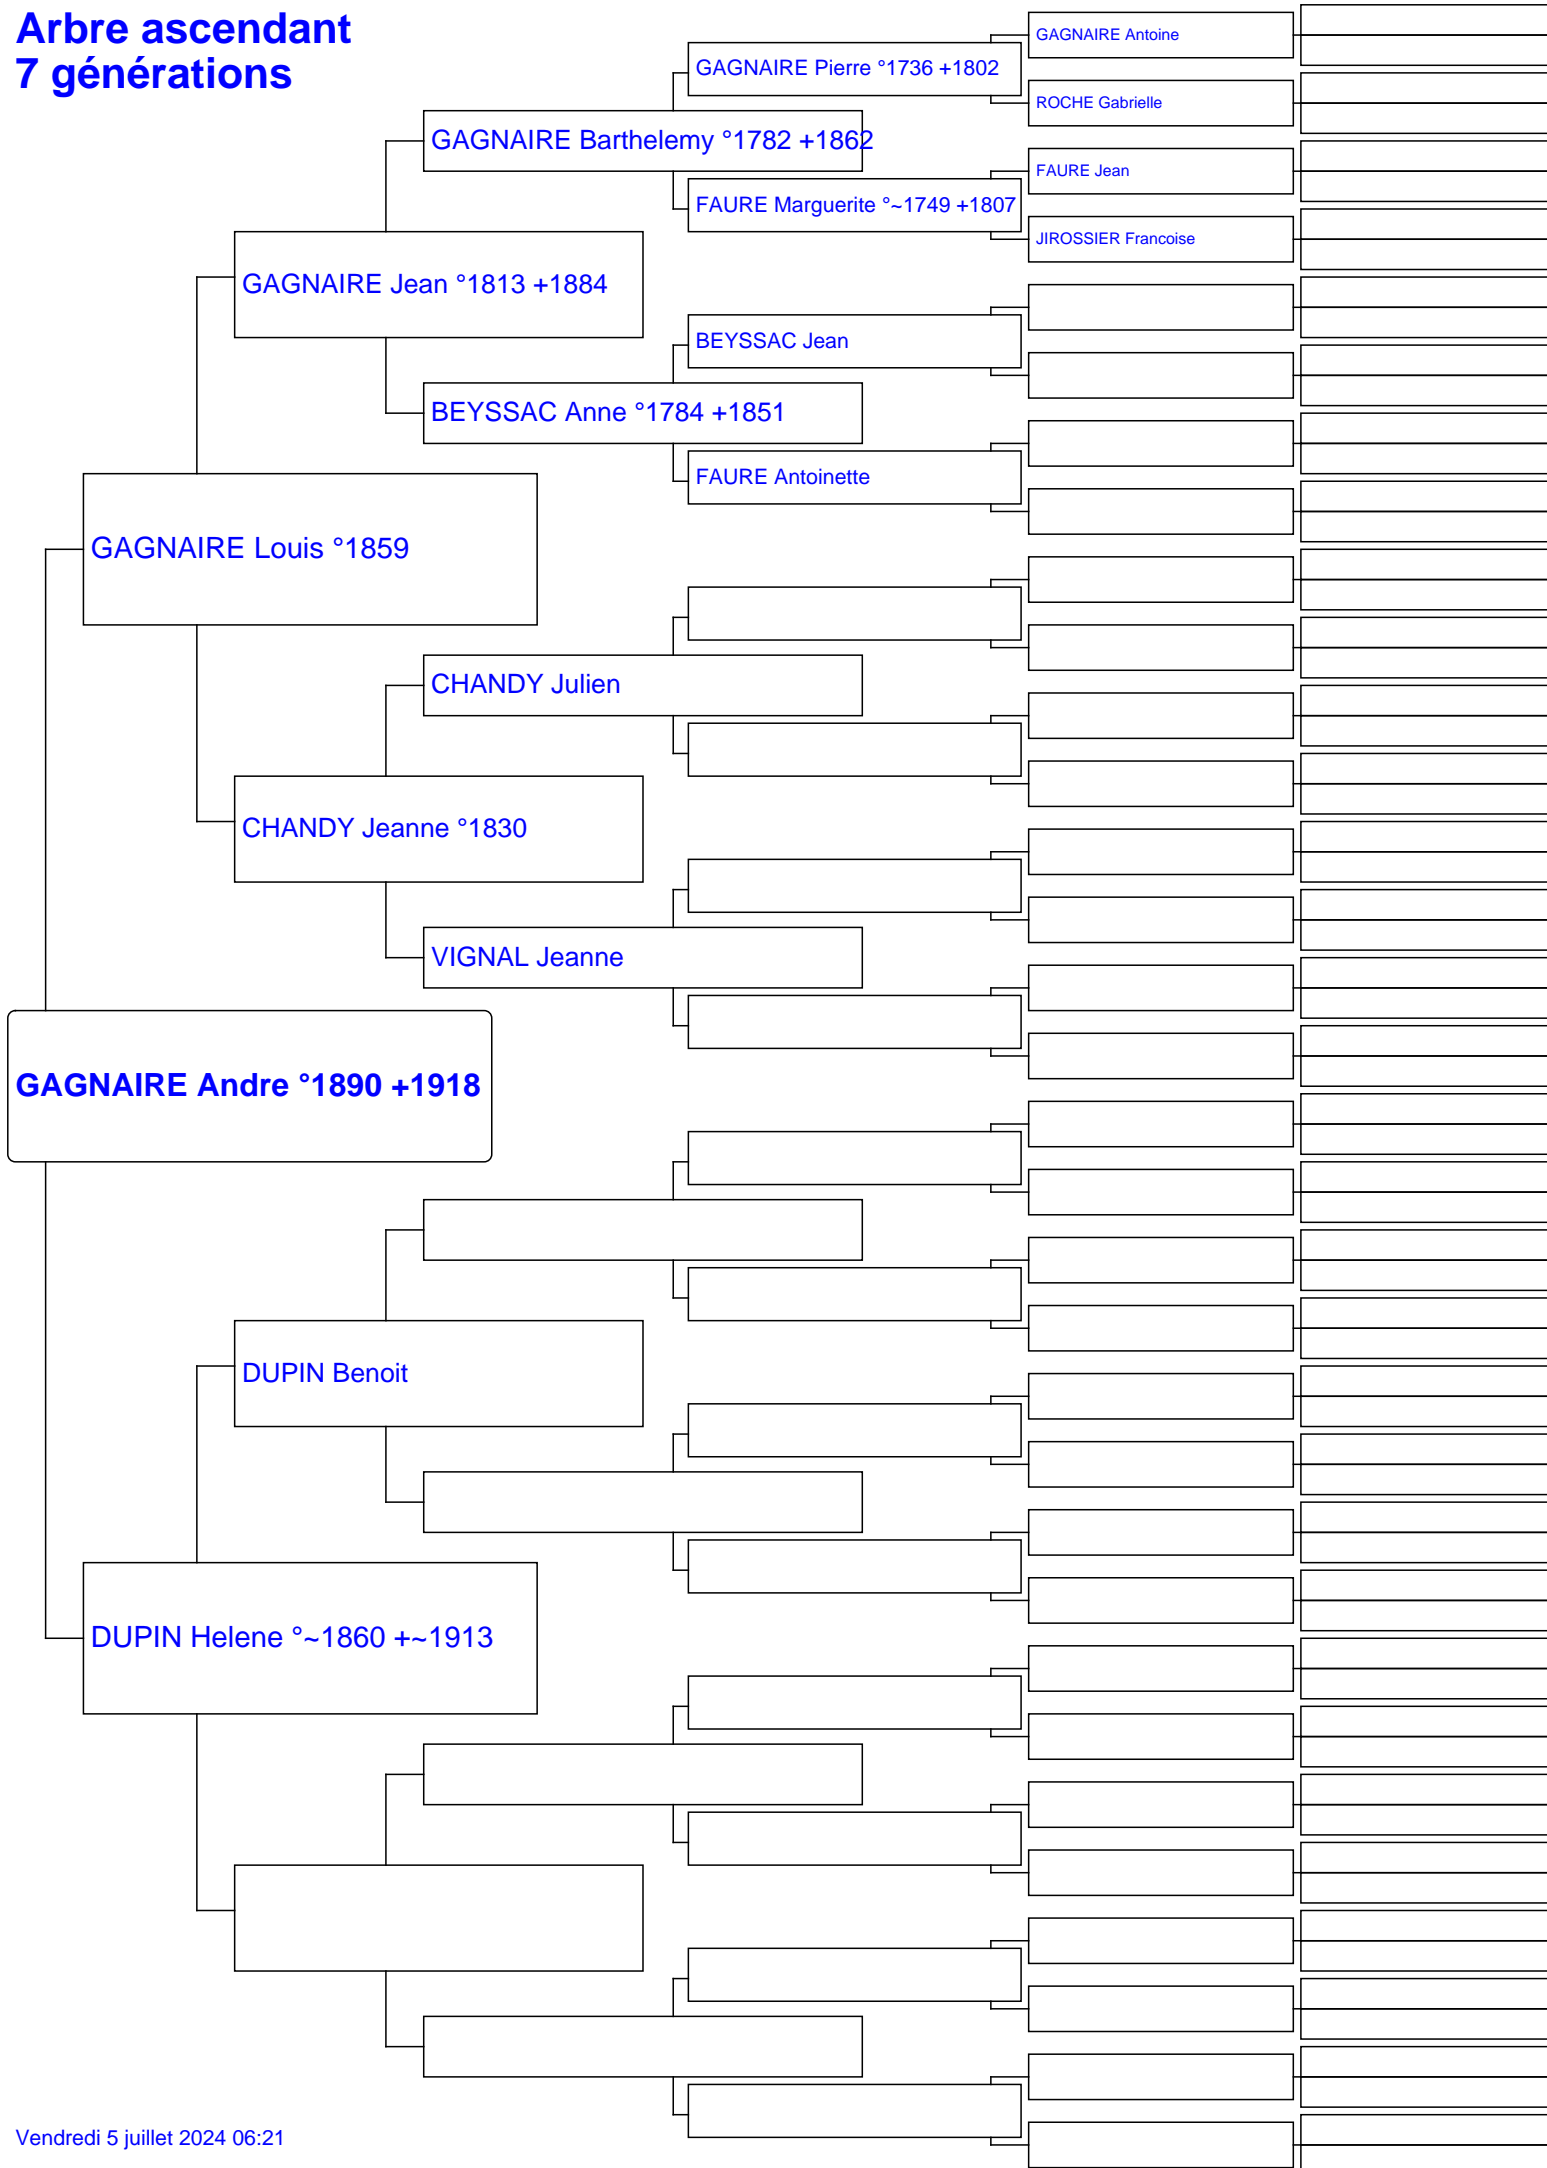 Arbre ascendant
7 générations
GAGNAIRE Antoine
GAGNAIRE Pierre °1736 +1802
ROCHE Gabrielle
GAGNAIRE Barthelemy °1782 +1862
FAURE Jean
FAURE Marguerite °~1749 +1807
JIROSSIER Francoise
GAGNAIRE Jean °1813 +1884
BEYSSAC Jean
BEYSSAC Anne °1784 +1851
FAURE Antoinette
GAGNAIRE Louis °1859
CHANDY Julien
CHANDY Jeanne °1830
VIGNAL Jeanne
GAGNAIRE Andre °1890 +1918
DUPIN Benoit
DUPIN Helene °~1860 +~1913
Vendredi 5 juillet 2024 06:21